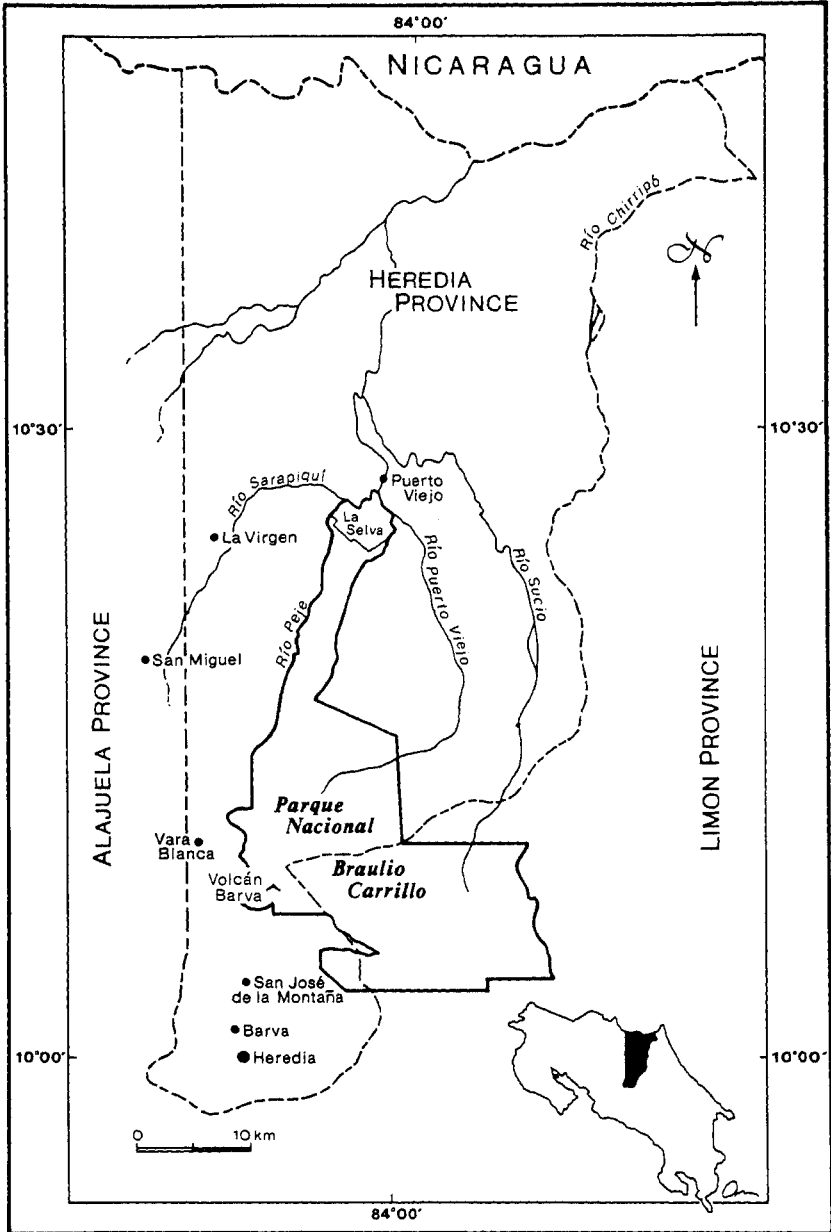 84°00′
NICARAGUA
Río Chirripó
HEREDIA
PROVINCE
10°30′
10°30′
Río Sarapiquí
Puerto
Viejo
La
Selva
La Virgen
Río Puerto Viejo
Río Sucio
Río Peje
San Miguel
ALAJUELA PROVINCE
LIMON PROVINCE
Parque
Nacional
Vara
Blanca
Braulio
Carrillo
Volcán
Barva
San José
de la Montaña
Barva
10°00′
Heredia
10°00′
0
10 km
84°00′